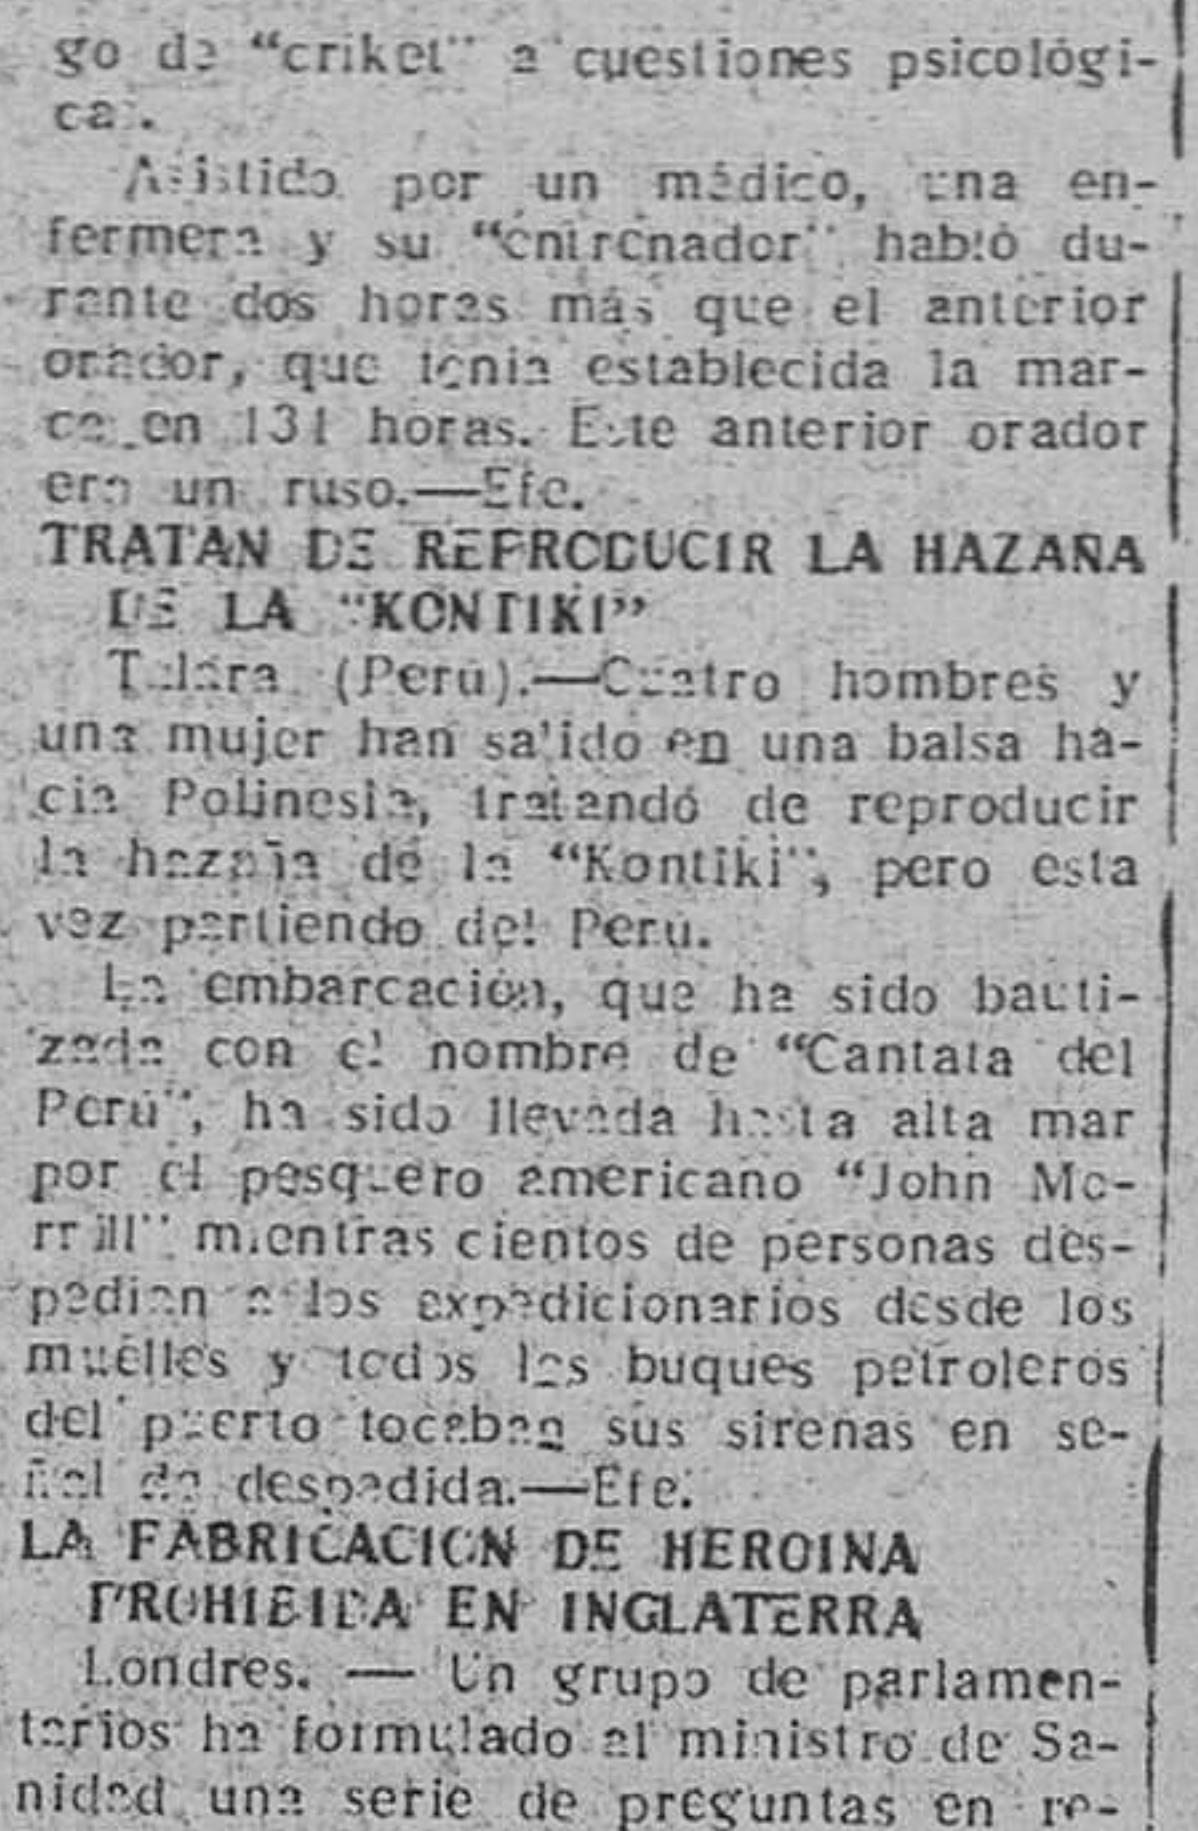 go de “criket” a cuestiones psicológi-
cas.
Asistido por un médico, una en-
fermera y su “entrenador” habló du-
rante dos horas más que el anterior
orador, que tenía establecida la mar-
ca en 131 horas. Este anterior orador
era un ruso.—Efe.
TRATAN DE REPRODUCIR LA HAZAÑA
DE LA “KONTIKI”
Talara (Perú).—Cuatro hombres y
una mujer han salido en una balsa ha-
cia Polinesia, tratando de reproducir
la hazaña de la “Kontiki”, pero esta
vez partiendo del Perú.
La embarcación, que ha sido bauti-
zada con el nombre de “Cantata del
Perú”, ha sido llevada hasta alta mar
por el pesquero americano “John Me-
rrill” mientras cientos de personas des-
pedían a los expedicionarios desde los
muelles y todos los buques petroleros
del puerto tocaban sus sirenas en se-
ñal de despedida.—Efe.
LA FABRICACION DE HEROINA
PROHIBIDA EN INGLATERRA
Londres. — Un grupo de parlamen-
tarios ha formulado al ministro de Sa-
nidad una serie de preguntas en re-